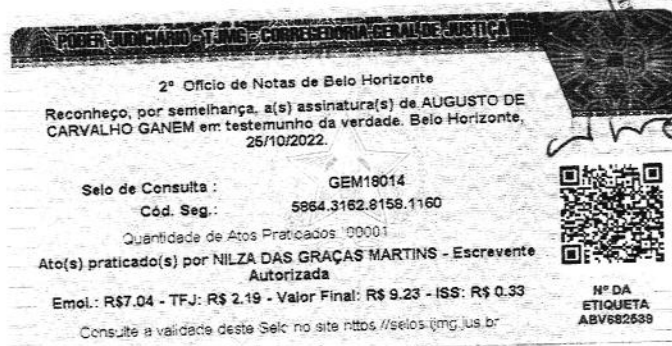 PODER JUDICIÁRIO - TJMG - CORREGEDORIA-GERAL DE JUSTIÇA
2º Ofício de Notas de Belo Horizonte
Reconheço, por semelhança, a(s) assinatura(s) de AUGUSTO DE
CARVALHO GANEM em testemunho da verdade. Belo Horizonte,
25/10/2022.
Selo de Consulta : GEM18014
Cód. Seg.: 5864.3162.8158.1160
Quantidade de Atos Praticados: 00001
Ato(s) praticado(s) por NILZA DAS GRAÇAS MARTINS - Escrevente
Autorizada
Emol.: R$7.04 - TFJ: R$ 2.19 - Valor Final: R$ 9.23 - ISS: R$ 0.33
Consulte a validade deste Selo no site https://selos.tjmg.jus.br
Nº DA
ETIQUETA
ABV682539